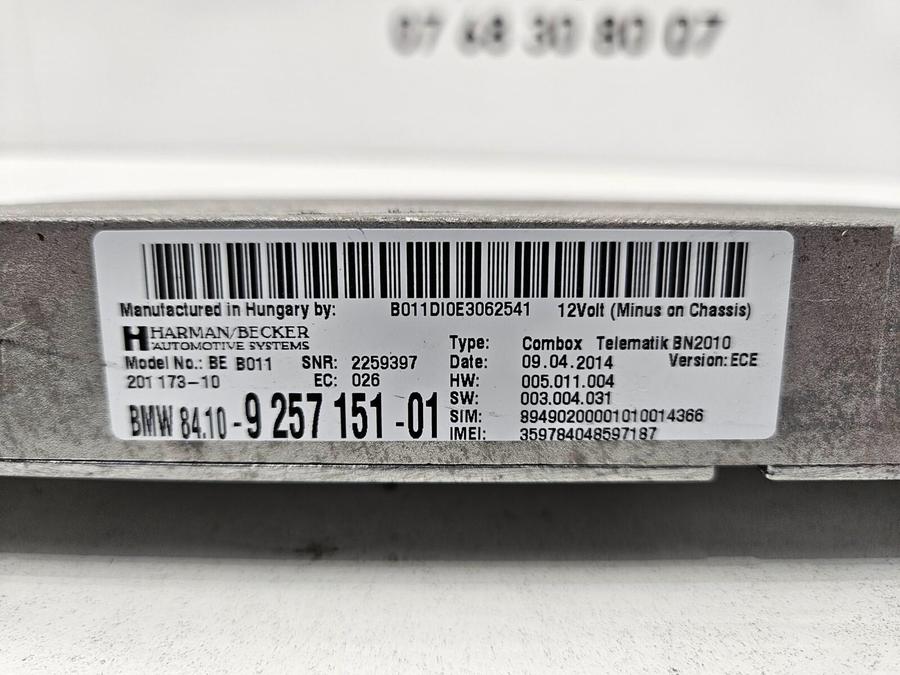 07 68 30 80 07
Manufactured in Hungary by: B011DI0E3062541 12Volt (Minus on Chassis)
HARMAN/BECKER
AUTOMOTIVE SYSTEMS
Type: Combox Telematik BN2010
Model No.: BE B011 SNR: 2259397 Date: 09.04.2014 Version: ECE
201 173-10 EC: 026 HW: 005.011.004
SW: 003.004.031
BMW 84.10-9 257 151-01 SIM: 89490200001010014366
IMEI: 359784048597187